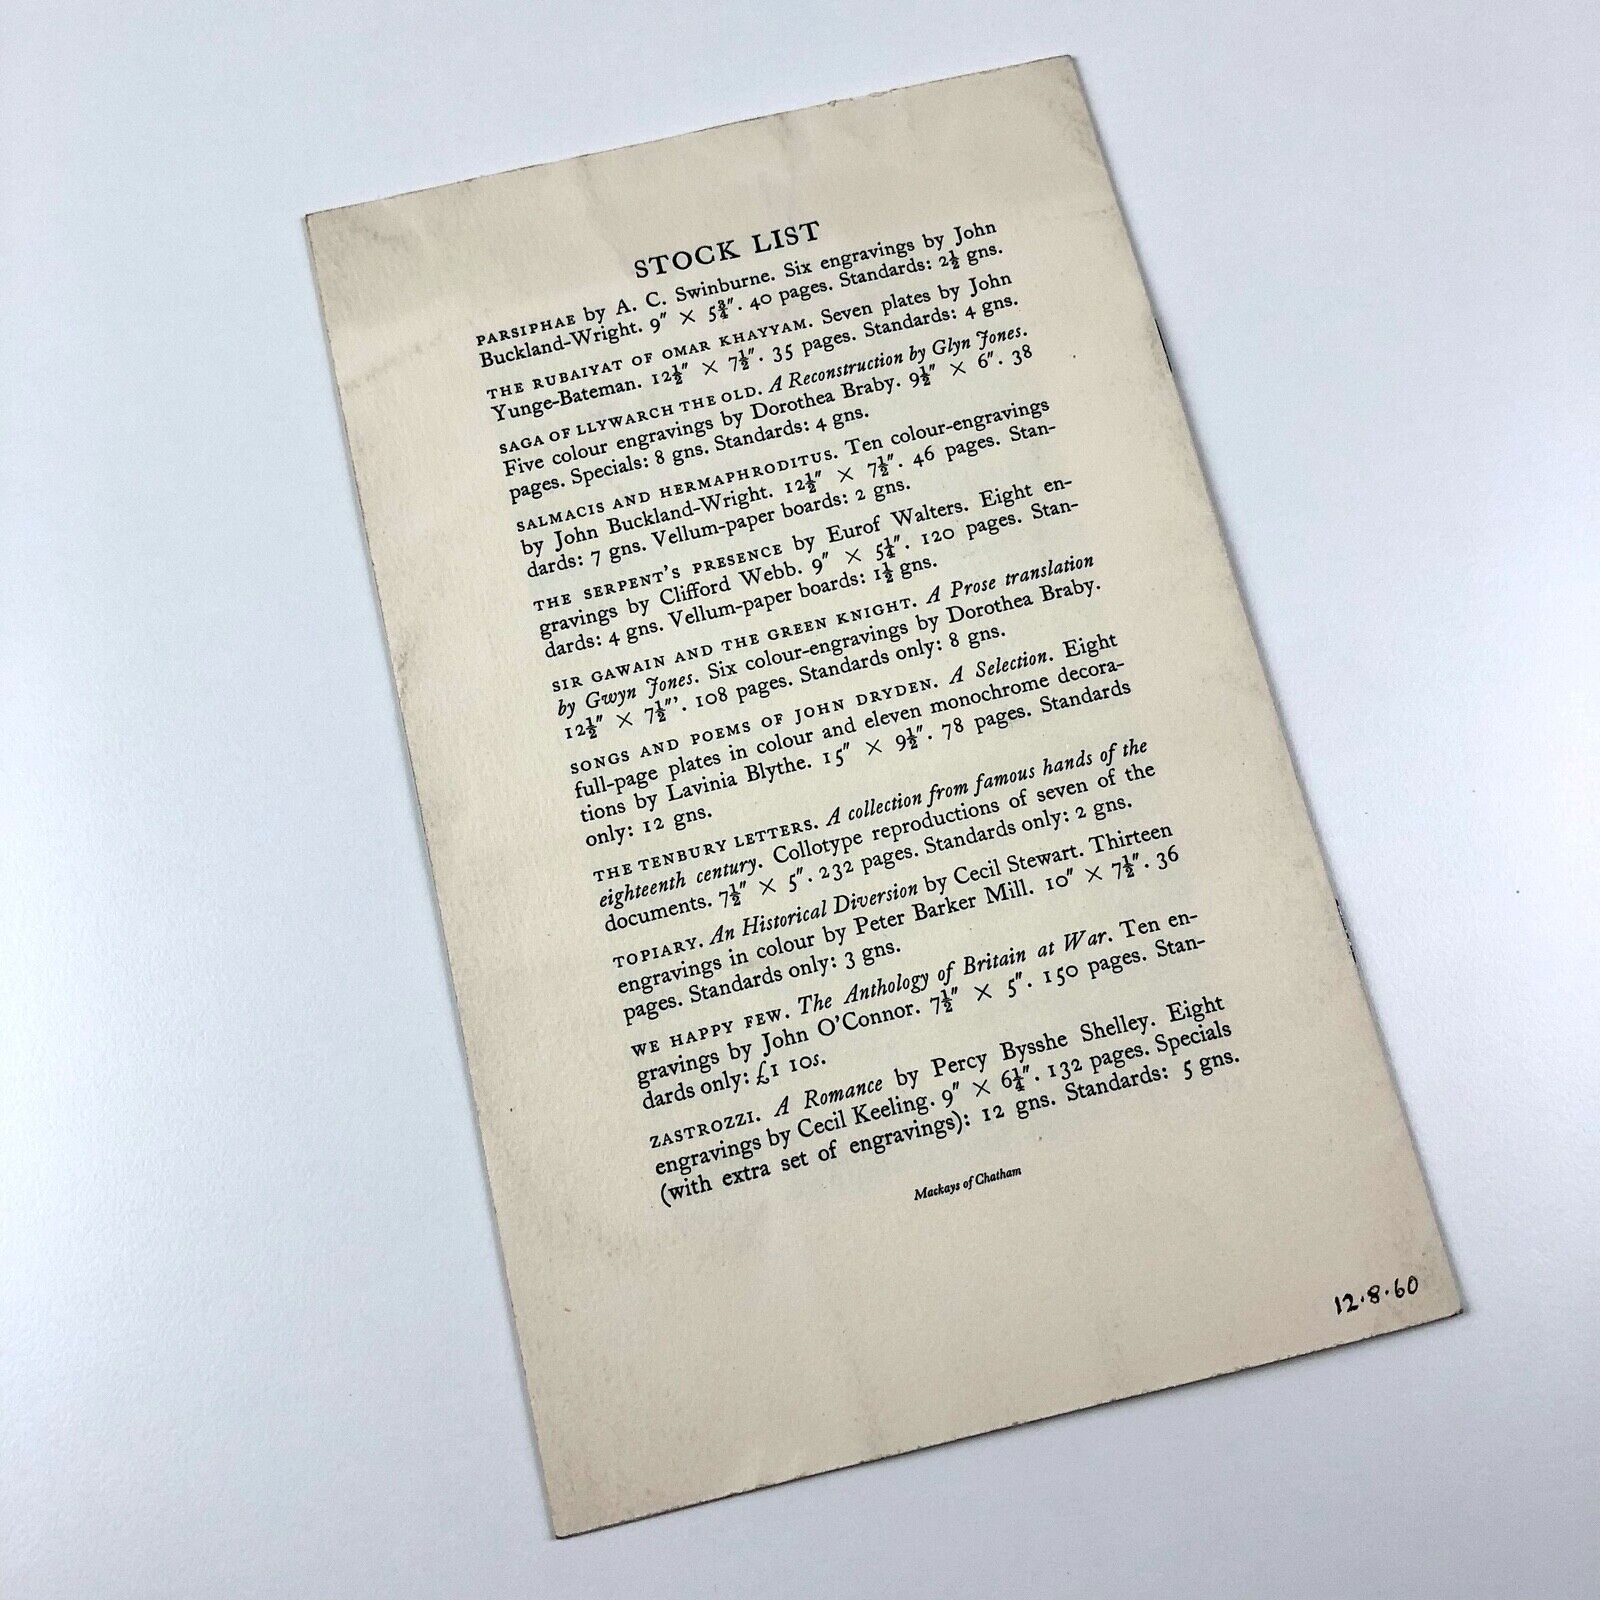 STOCK LIST
PARSIPHAE by A. C. Swinburne. Six engravings by John
Buckland-Wright. 9" × 5¾". 40 pages. Standards: 2½ gns.
THE RUBAIYAT OF OMAR KHAYYAM. Seven plates by John
Yunge-Bateman. 12½" × 7½". 35 pages. Standards: 4 gns.
SAGA OF LLYWARCH THE OLD. A Reconstruction by Glyn Jones.
Five colour engravings by Dorothea Braby. 9½" × 6". 38
pages. Specials: 8 gns. Standards: 4 gns.
SALMACIS AND HERMAPHRODITUS. Ten colour-engravings
by John Buckland-Wright. 12½" × 7½". 46 pages. Stan-
dards: 7 gns. Vellum-paper boards: 2 gns.
THE SERPENT'S PRESENCE by Eurof Walters. Eight en-
gravings by Clifford Webb. 9" × 5¼". 120 pages. Stan-
dards: 4 gns. Vellum-paper boards: 1½ gns.
SIR GAWAIN AND THE GREEN KNIGHT. A Prose translation
by Gwyn Jones. Six colour-engravings by Dorothea Braby.
12½" × 7½"'. 108 pages. Standards only: 8 gns.
SONGS AND POEMS OF JOHN DRYDEN. A Selection. Eight
full-page plates in colour and eleven monochrome decora-
tions by Lavinia Blythe. 15" × 9½". 78 pages. Standards
only: 12 gns.
THE TENBURY LETTERS. A collection from famous hands of the
eighteenth century. Collotype reproductions of seven of the
documents. 7½" × 5". 232 pages. Standards only: 2 gns.
TOPIARY. An Historical Diversion by Cecil Stewart. Thirteen
engravings in colour by Peter Barker Mill. 10" × 7½". 36
pages. Standards only: 3 gns.
WE HAPPY FEW. The Anthology of Britain at War. Ten en-
gravings by John O'Connor. 7½" × 5". 150 pages. Stan-
dards only: £1 10s.
ZASTROZZI. A Romance by Percy Bysshe Shelley. Eight
engravings by Cecil Keeling. 9" × 6¼". 132 pages. Specials
(with extra set of engravings): 12 gns. Standards: 5 gns.
Mackays of Chatham
12.8.60